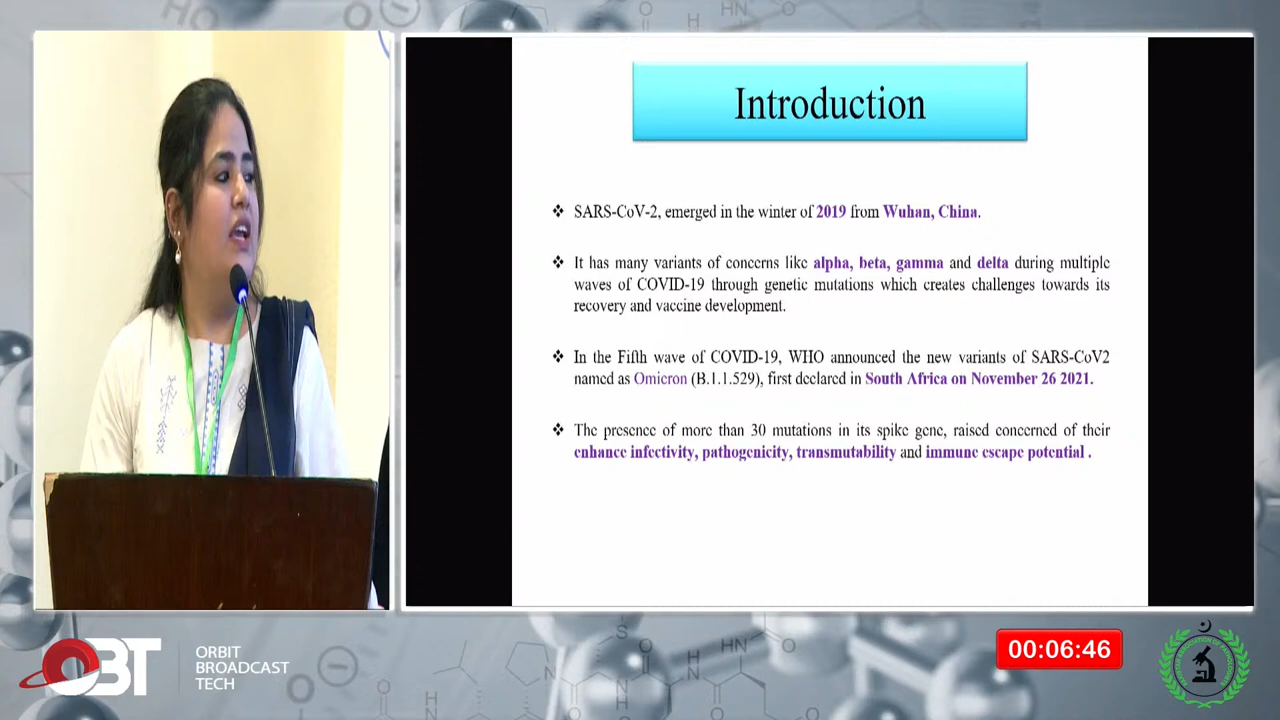 Introduction
❖ SARS-CoV-2, emerged in the winter of 2019 from Wuhan, China.
❖ It has many variants of concerns like alpha, beta, gamma and delta during multiple
waves of COVID-19 through genetic mutations which creates challenges towards its
recovery and vaccine development.
❖ In the Fifth wave of COVID-19, WHO announced the new variants of SARS-CoV2
named as Omicron (B.1.1.529), first declared in South Africa on November 26 2021.
❖ The presence of more than 30 mutations in its spike gene, raised concerned of their
enhance infectivity, pathogenicity, transmutability and immune escape potential .
OBT
ORBIT
BROADCAST
TECH
00:06:46
HO
O
HN
O
H
HN
O
O
S
N
H
N
H
HN
O
O